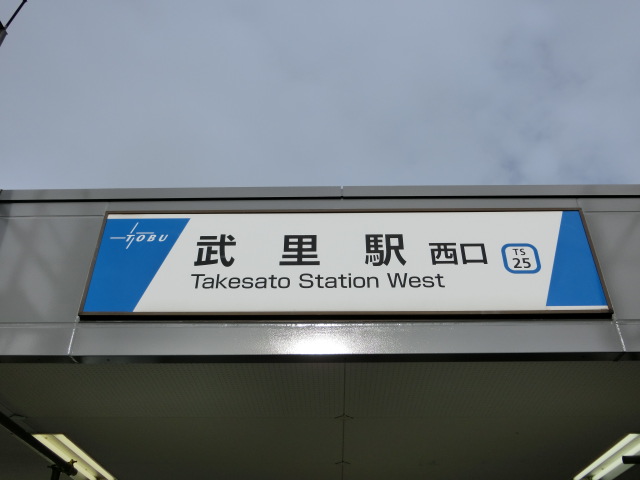 TOBU
武里駅 西口
TS
25
Takesato Station West